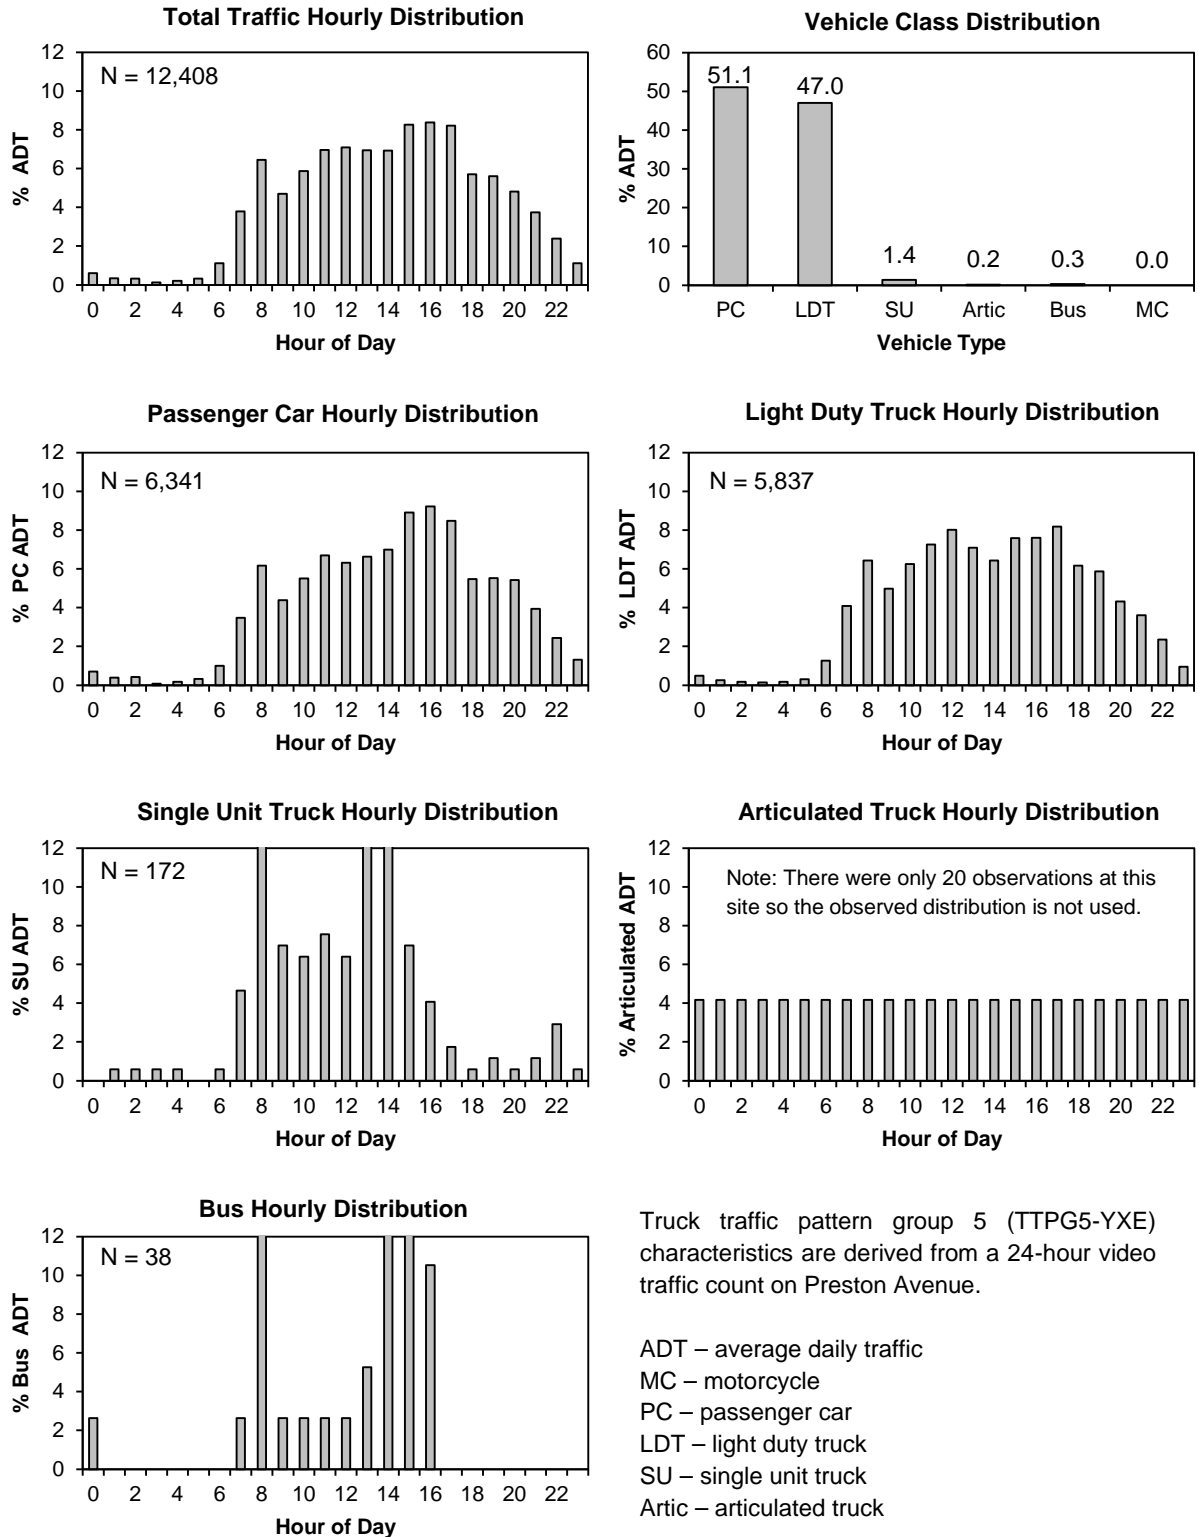 Total Traffic Hourly Distribution
12
10
8
6
4
2
0
% ADT
N = 12,408
0 2 4 6 8 10 12 14 16 18 20 22
Hour of Day
Vehicle Class Distribution
60
50
40
30
20
10
0
% ADT
51.1
47.0
1.4
0.2
0.3
0.0
PC LDT SU Artic Bus MC
Vehicle Type
Passenger Car Hourly Distribution
12
10
8
6
4
2
0
% PC ADT
N = 6,341
0 2 4 6 8 10 12 14 16 18 20 22
Hour of Day
Light Duty Truck Hourly Distribution
12
10
8
6
4
2
0
% LDT ADT
N = 5,837
0 2 4 6 8 10 12 14 16 18 20 22
Hour of Day
Single Unit Truck Hourly Distribution
12
10
8
6
4
2
0
% SU ADT
N = 172
0 2 4 6 8 10 12 14 16 18 20 22
Hour of Day
Articulated Truck Hourly Distribution
12
10
8
6
4
2
0
% Articulated ADT
Note: There were only 20 observations at this
site so the observed distribution is not used.
0 2 4 6 8 10 12 14 16 18 20 22
Hour of Day
Bus Hourly Distribution
12
10
8
6
4
2
0
% Bus ADT
N = 38
0 2 4 6 8 10 12 14 16 18 20 22
Hour of Day
Truck traffic pattern group 5 (TTPG5-YXE)
characteristics are derived from a 24-hour video
traffic count on Preston Avenue.
ADT – average daily traffic
MC – motorcycle
PC – passenger car
LDT – light duty truck
SU – single unit truck
Artic – articulated truck